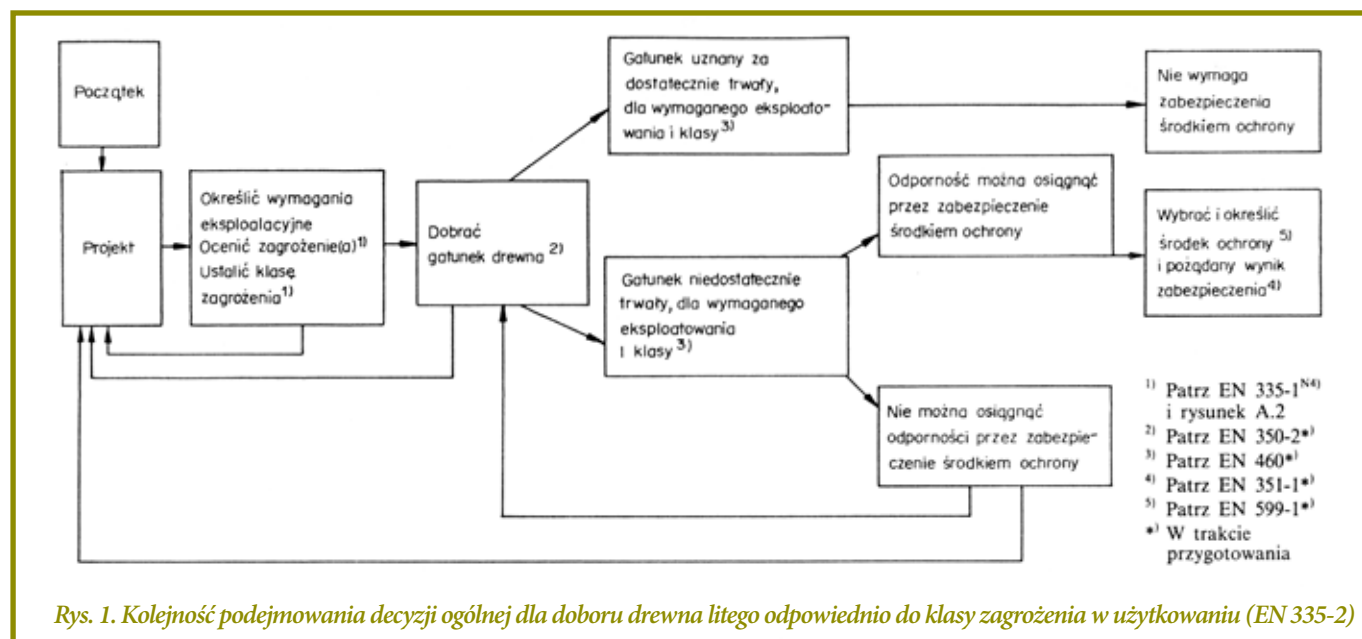 Początek
Projekt
Określić wymagania
eksploatacyjne
Ocenić zagrożenie(a)1)
Ustalić klasę
zagrożenia1)
Dobrać
gatunek drewna 2)
Gatunek uznany za
dostatecznie trwały,
dla wymaganego eksploato-
wania i klasy 3)
Nie wymaga
zabezpieczenia
środkiem ochrony
Gatunek niedostatecznie
trwały, dla wymaganego
eksploatowania
i klasy 3)
Odporność można osiągnąć
przez zabezpieczenie
środkiem ochrony
Wybrać i określić
środek ochrony 5)
i pożądany wynik
zabezpieczenia4)
Nie można osiągnąć
odporności przez zabezpie-
czenie środkiem ochrony
1) Patrz EN 335-1N4)
i rysunek A.2
2) Patrz EN 350-2*)
3) Patrz EN 460*)
4) Patrz EN 351-1*)
5) Patrz EN 599-1*)
*) W trakcie
przygotowania
Rys. 1. Kolejność podejmowania decyzji ogólnej dla doboru drewna litego odpowiednio do klasy zagrożenia w użytkowaniu (EN 335-2)